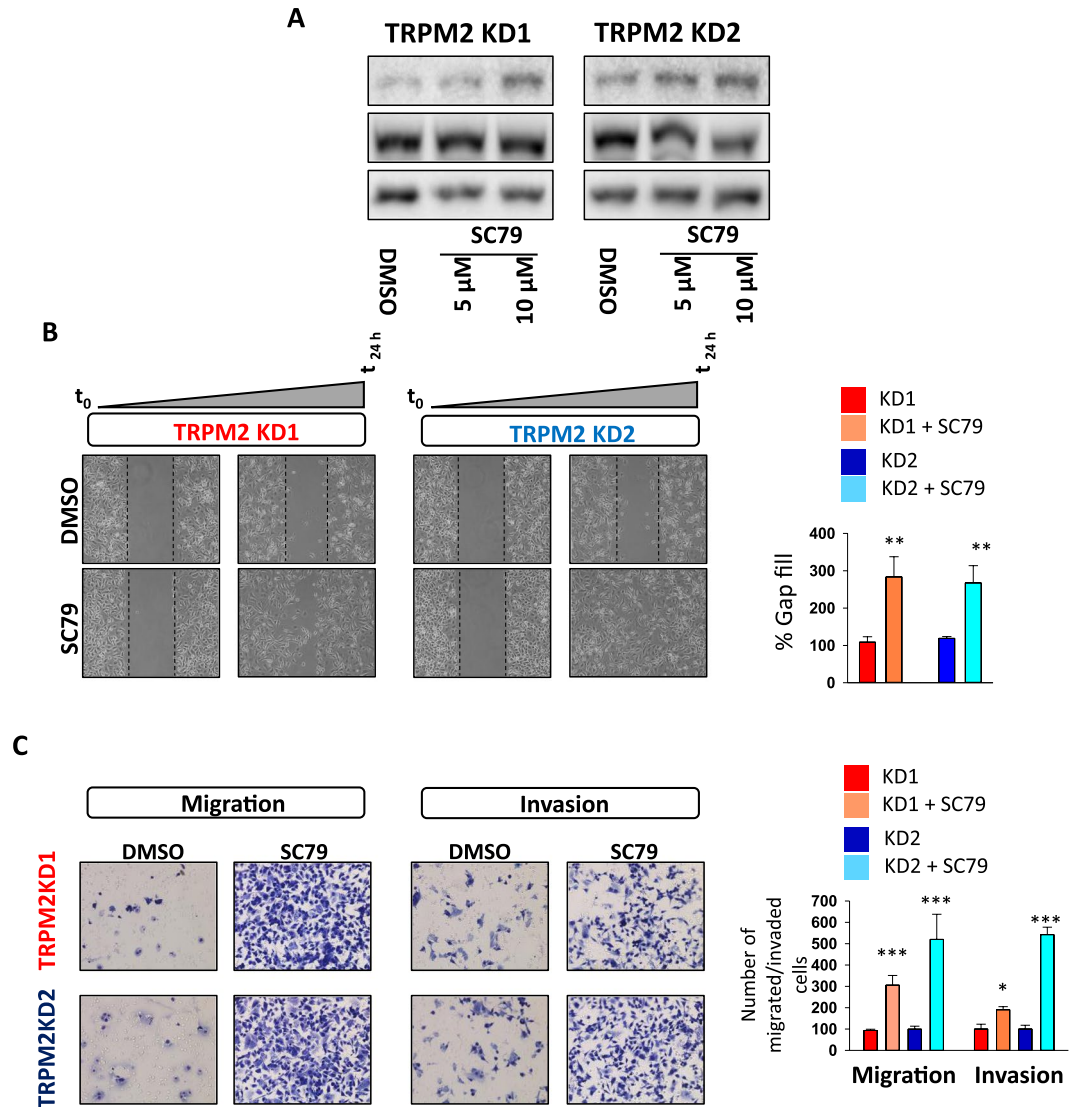 A
TRPM2 KD1
TRPM2 KD2
SC79
SC79
DMSO
5 µM
10 µM
DMSO
5 µM
10 µM
B
t0
t 24 h
t0
t 24 h
TRPM2 KD1
TRPM2 KD2
DMSO
SC79
KD1
KD1 + SC79
KD2
KD2 + SC79
% Gap fill
400
300
200
100
0
**
**
C
Migration
Invasion
DMSO
SC79
DMSO
SC79
TRPM2KD1
TRPM2KD2
KD1
KD1 + SC79
KD2
KD2 + SC79
Number of
migrated/invaded
cells
700
600
500
400
300
200
100
0
***
***
*
***
Migration
Invasion